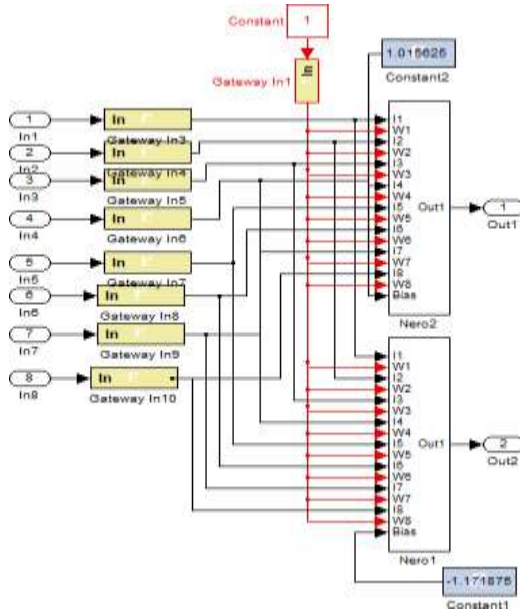 Constant
1
Gateway In1
In
1.015625
Constant2
1
In
In1
Gateway In3
2
In
In2
Gateway In4
3
In
In3
Gateway In5
4
In
In4
Gateway In6
5
In
In5
Gateway In7
6
In
In6
Gateway In8
7
In
In7
Gateway In9
8
In
In8
Gateway In10
I1
W1
I2
W2
I3
W3
I4
W4
I5
W5
I6
W6
I7
W7
I8
W8
Bias
Out1
Nero2
1
Out1
I1
W1
I2
W2
I3
W3
I4
W4
I5
W5
I6
W6
I7
W7
I8
W8
Bias
Out1
Nero1
2
Out2
-1.171875
Constant1